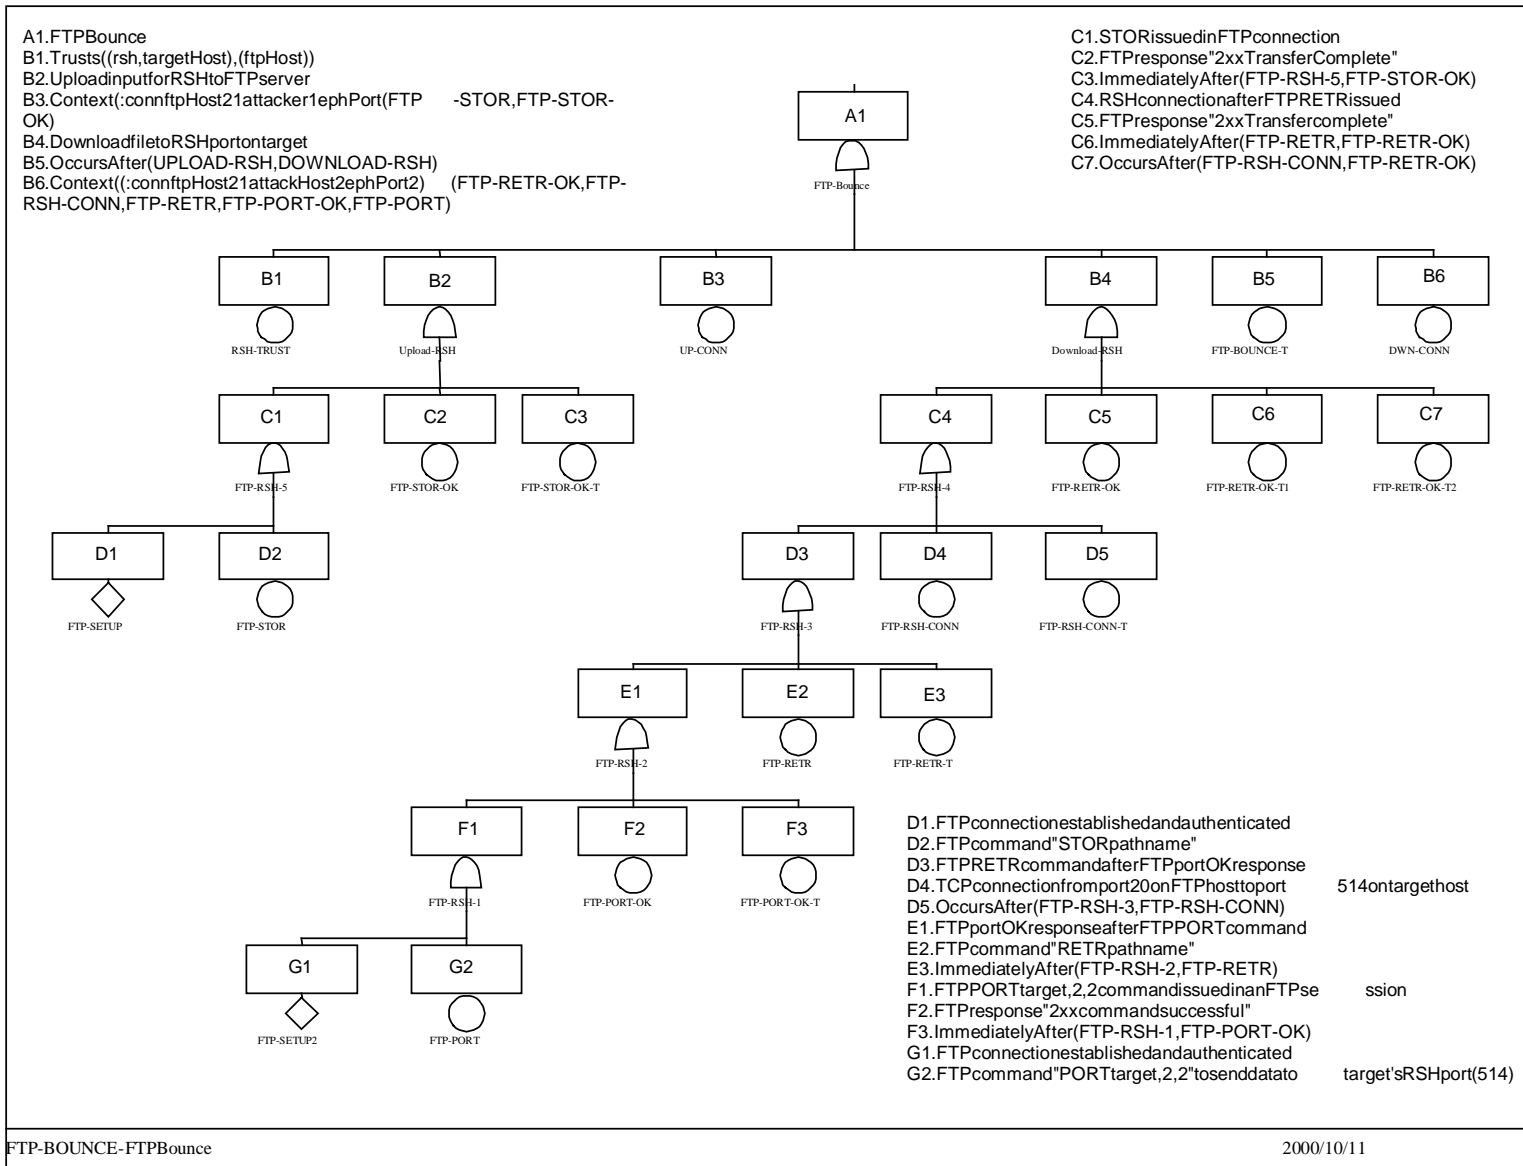 A1.FTPBounce
B1.Trusts((rsh,targetHost),(ftpHost))
B2.UploadinputforRSHtoFTPserver
B3.Context(:connftpHost21attacker1ephPort(FTP -STOR,FTP-STOR-
OK)
B4.DownloadfiletoRSHportontarget
B5.OccursAfter(UPLOAD-RSH,DOWNLOAD-RSH)
B6.Context((:connftpHost21attackHost2ephPort2) (FTP-RETR-OK,FTP-
RSH-CONN,FTP-RETR,FTP-PORT-OK,FTP-PORT)
C1.STORissuedinFTPconnection
C2.FTPresponse"2xxTransferComplete"
C3.ImmediatelyAfter(FTP-RSH-5,FTP-STOR-OK)
C4.RSHconnectionafterFTPRETRissued
C5.FTPresponse"2xxTransfercomplete"
C6.ImmediatelyAfter(FTP-RETR,FTP-RETR-OK)
C7.OccursAfter(FTP-RSH-CONN,FTP-RETR-OK)
A1
FTP-Bounce
B1 B2 B3 B4 B5 B6
RSH-TRUST Upload-RSH UP-CONN Download-RSH FTP-BOUNCE-T DWN-CONN
C1 C2 C3 C4 C5 C6 C7
FTP-RSH-5 FTP-STOR-OK FTP-STOR-OK-T FTP-RSH-4 FTP-RETR-OK FTP-RETR-OK-T1 FTP-RETR-OK-T2
D1 D2 D3 D4 D5
FTP-SETUP FTP-STOR FTP-RSH-3 FTP-RSH-CONN FTP-RSH-CONN-T
E1 E2 E3
FTP-RSH-2 FTP-RETR FTP-RETR-T
F1 F2 F3
FTP-RSH-1 FTP-PORT-OK FTP-PORT-OK-T
G1 G2
FTP-SETUP2 FTP-PORT
D1.FTPconnectionestablishedandauthenticated
D2.FTPcommand"STORpathname"
D3.FTPRETRcommandafterFTPportOKresponse
D4.TCPconnectionfromport20onFTPhosttoport 514ontargethost
D5.OccursAfter(FTP-RSH-3,FTP-RSH-CONN)
E1.FTPportOKresponseafterFTPPORTcommand
E2.FTPcommand"RETRpathname"
E3.ImmediatelyAfter(FTP-RSH-2,FTP-RETR)
F1.FTPPORTtarget,2,2commandissuedinanFTPse ssion
F2.FTPresponse"2xxcommandsuccessful"
F3.ImmediatelyAfter(FTP-RSH-1,FTP-PORT-OK)
G1.FTPconnectionestablishedandauthenticated
G2.FTPcommand"PORTtarget,2,2"tosenddatato target'sRSHport(514)
FTP-BOUNCE-FTPBounce 2000/10/11